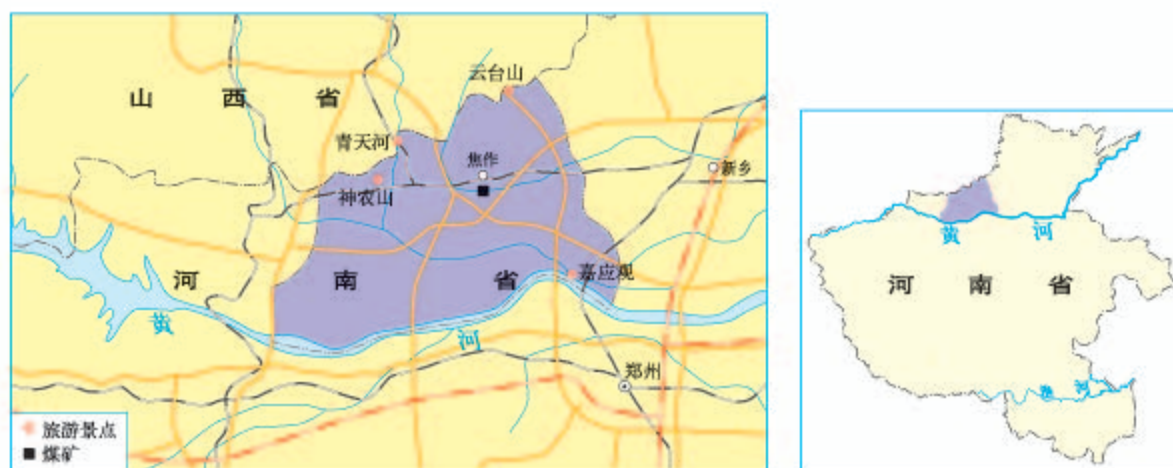 云台山
山 西 省
青天河
焦作
新乡
神农山
嘉应观
河 南 省
黄
河
郑州
旅游景点
煤矿
黄 河
河 南 省
淮 河